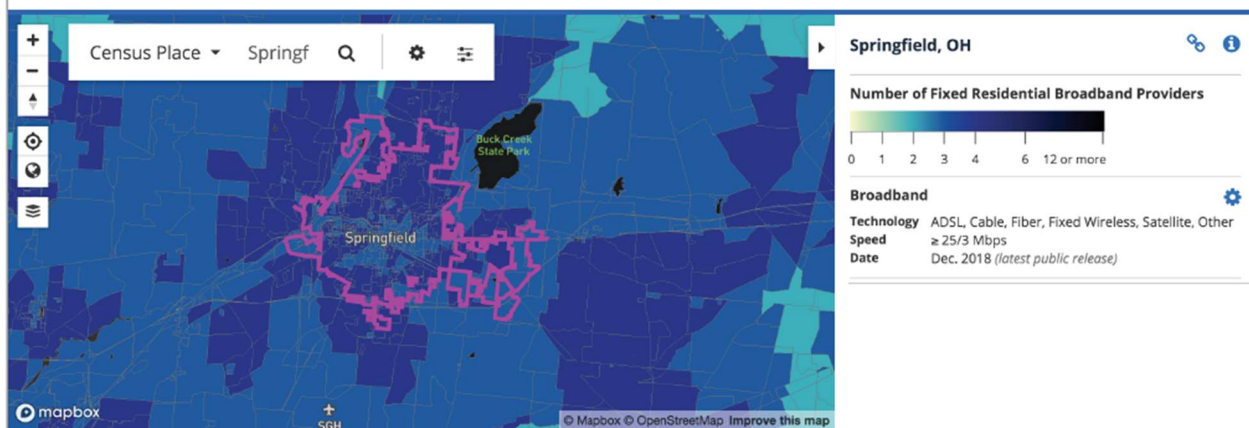 Census Place
Springf
Buck Creek
State Park
Springfield
SGH
mapbox
© Mapbox © OpenStreetMap Improve this map
Springfield, OH
Number of Fixed Residential Broadband Providers
0 1 2 3 4 6 12 or more
Broadband
Technology ADSL, Cable, Fiber, Fixed Wireless, Satellite, Other
Speed ≥ 25/3 Mbps
Date Dec. 2018 (latest public release)